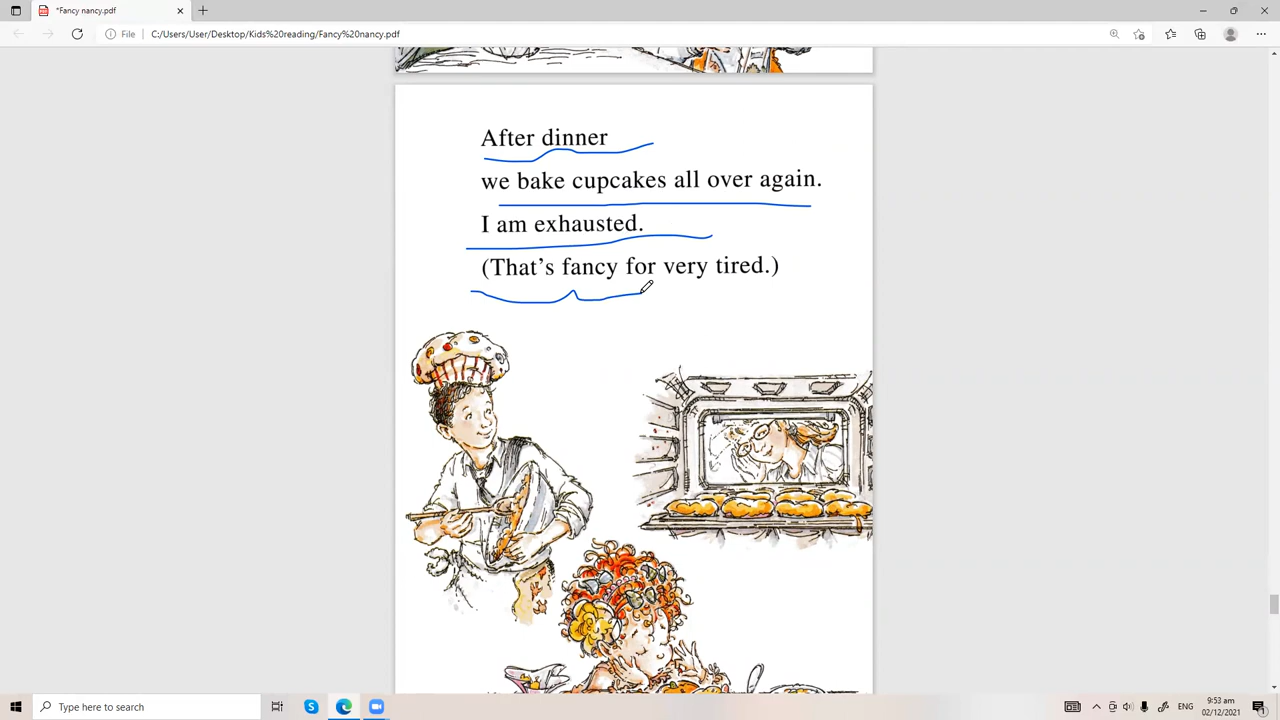 *Fancy nancy.pdf
File
C:/Users/User/Desktop/Kids%20reading/Fancy%20nancy.pdf
After dinner
we bake cupcakes all over again.
I am exhausted.
(That's fancy for very tired.)
Type here to search
ENG
9:53 am
02/12/2021